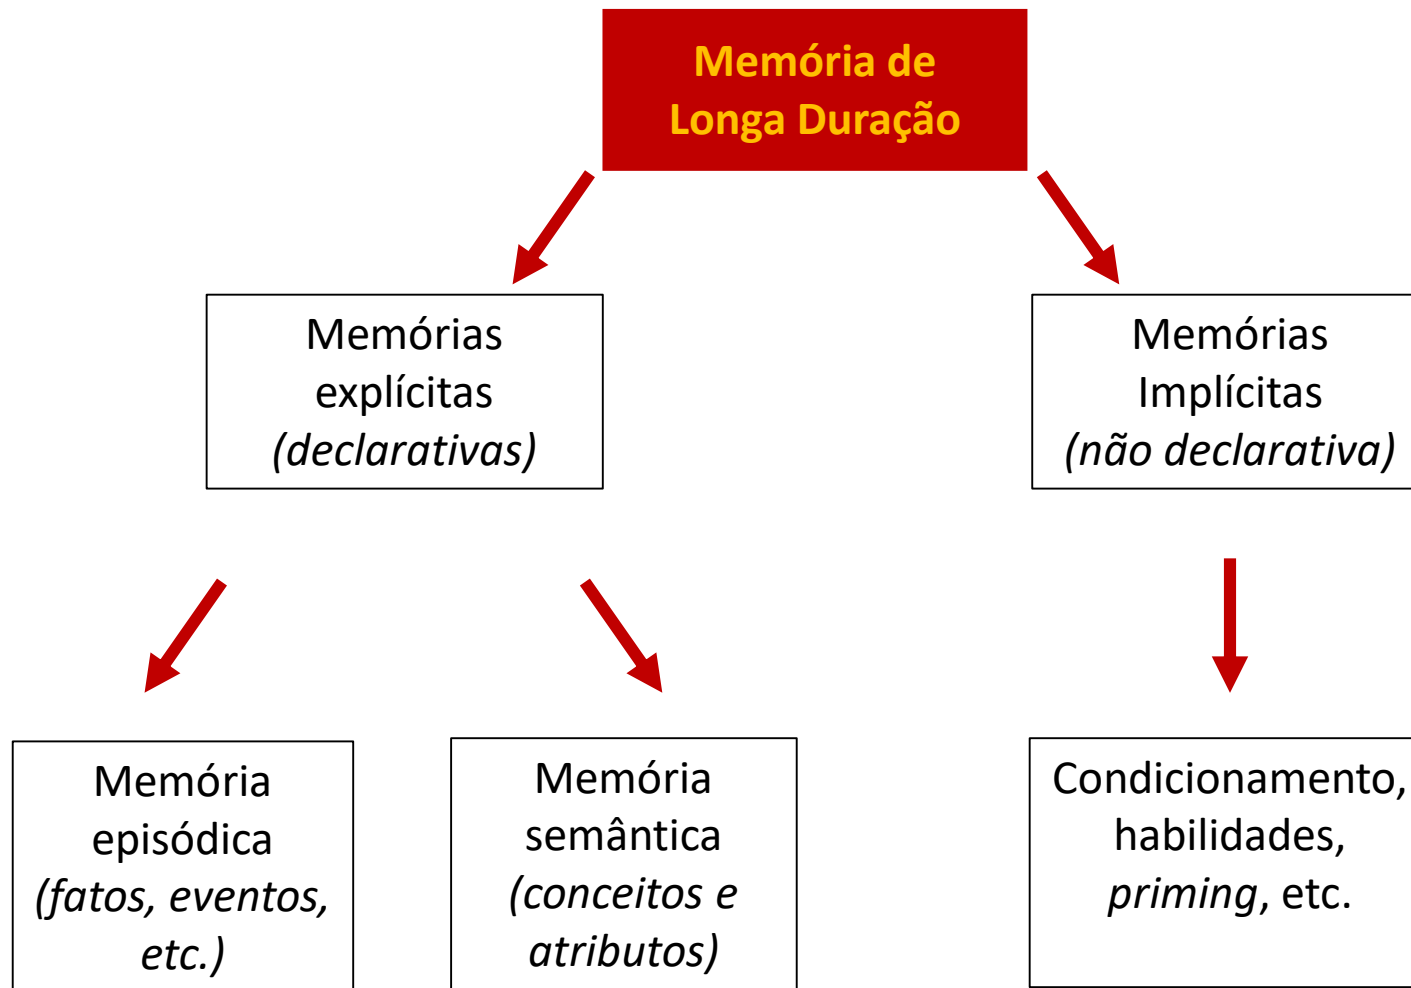 Memória de
Longa Duração
Memórias
explícitas
(declarativas)
Memórias
Implícitas
(não declarativa)
Memória
episódica
(fatos, eventos,
etc.)
Memória
semântica
(conceitos e
atributos)
Condicionamento,
habilidades,
priming, etc.